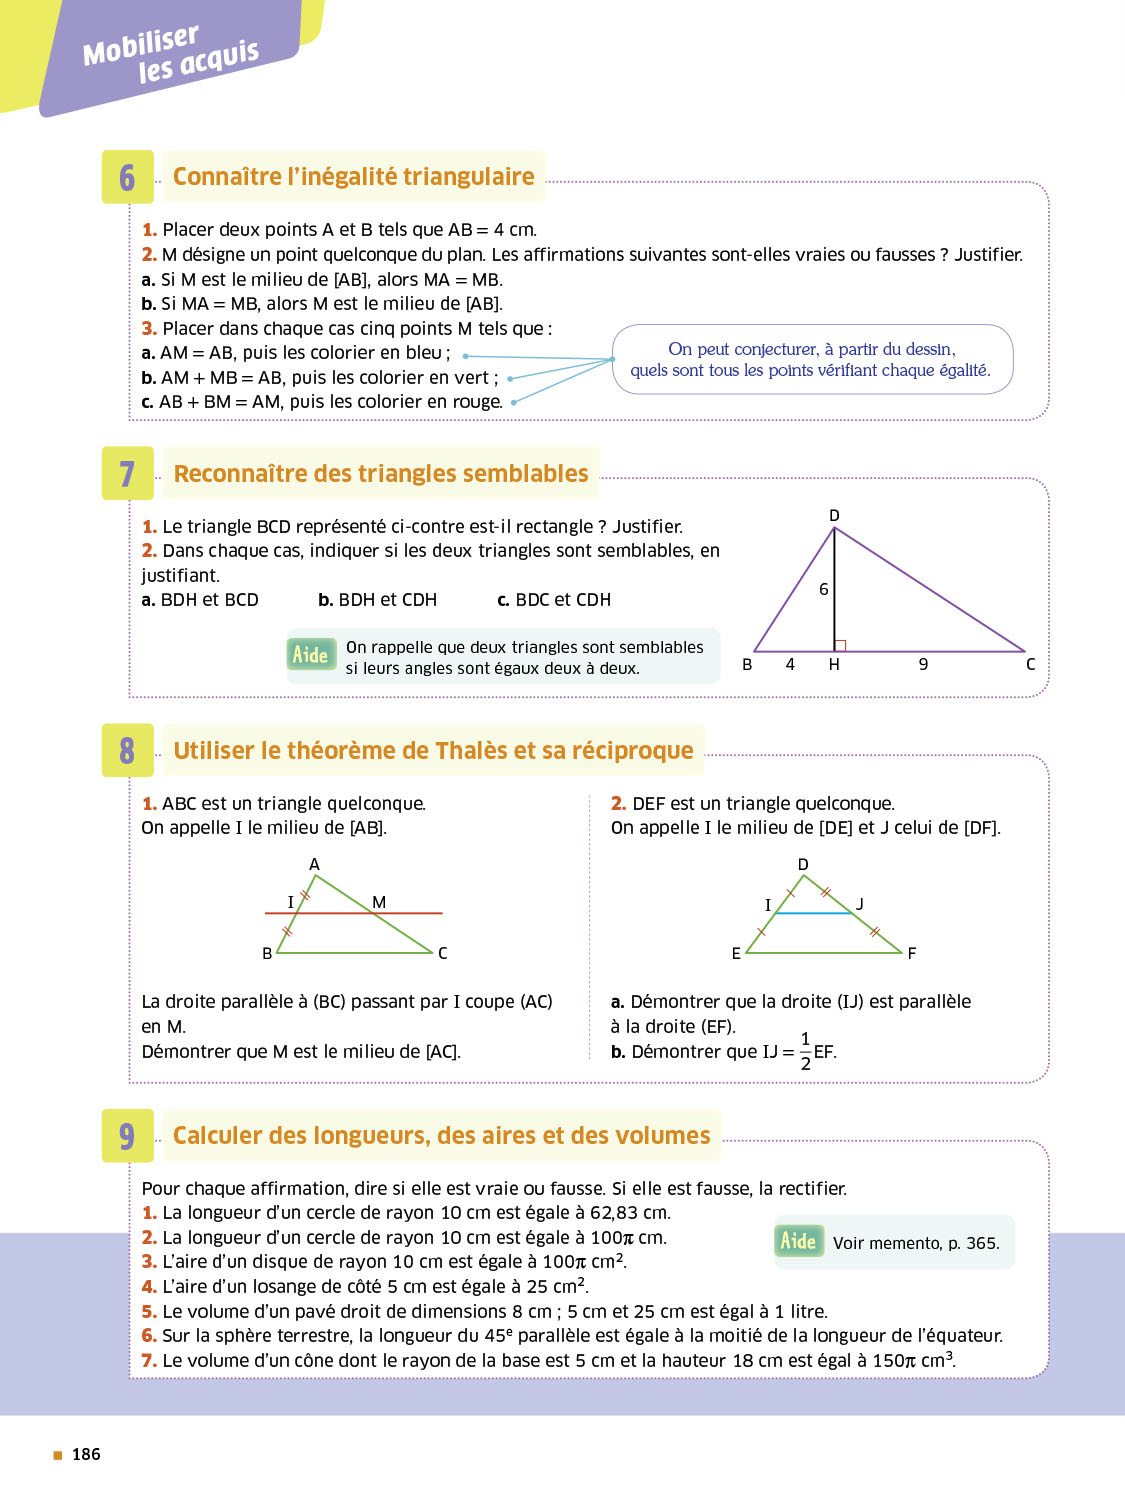 Mobiliser
les acquis
6 Connaître l'inégalité triangulaire
1. Placer deux points A et B tels que AB = 4 cm.
2. M désigne un point quelconque du plan. Les affirmations suivantes sont-elles vraies ou fausses ? Justifier.
a. Si M est le milieu de [AB], alors MA = MB.
b. Si MA = MB, alors M est le milieu de [AB].
3. Placer dans chaque cas cinq points M tels que :
a. AM = AB, puis les colorier en bleu ;
b. AM + MB = AB, puis les colorier en vert ;
c. AB + BM = AM, puis les colorier en rouge.
On peut conjecturer, à partir du dessin,
quels sont tous les points vérifiant chaque égalité.
7 Reconnaître des triangles semblables
1. Le triangle BCD représenté ci-contre est-il rectangle ? Justifier.
2. Dans chaque cas, indiquer si les deux triangles sont semblables, en
justifiant.
a. BDH et BCD b. BDH et CDH c. BDC et CDH
Aide On rappelle que deux triangles sont semblables
si leurs angles sont égaux deux à deux.
D
6
B 4 H 9 C
8 Utiliser le théorème de Thalès et sa réciproque
1. ABC est un triangle quelconque.
On appelle I le milieu de [AB].
A
I M
B C
La droite parallèle à (BC) passant par I coupe (AC)
en M.
Démontrer que M est le milieu de [AC].
2. DEF est un triangle quelconque.
On appelle I le milieu de [DE] et J celui de [DF].
D
I J
E F
a. Démontrer que la droite (IJ) est parallèle
à la droite (EF).
b. Démontrer que IJ = 1/2 EF.
9 Calculer des longueurs, des aires et des volumes
Pour chaque affirmation, dire si elle est vraie ou fausse. Si elle est fausse, la rectifier.
1. La longueur d'un cercle de rayon 10 cm est égale à 62,83 cm.
2. La longueur d'un cercle de rayon 10 cm est égale à 100π cm.
3. L'aire d'un disque de rayon 10 cm est égale à 100π cm².
4. L'aire d'un losange de côté 5 cm est égale à 25 cm².
5. Le volume d'un pavé droit de dimensions 8 cm ; 5 cm et 25 cm est égal à 1 litre.
6. Sur la sphère terrestre, la longueur du 45ᵉ parallèle est égale à la moitié de la longueur de l'équateur.
7. Le volume d'un cône dont le rayon de la base est 5 cm et la hauteur 18 cm est égal à 150π cm³.
Aide Voir memento, p. 365.
186